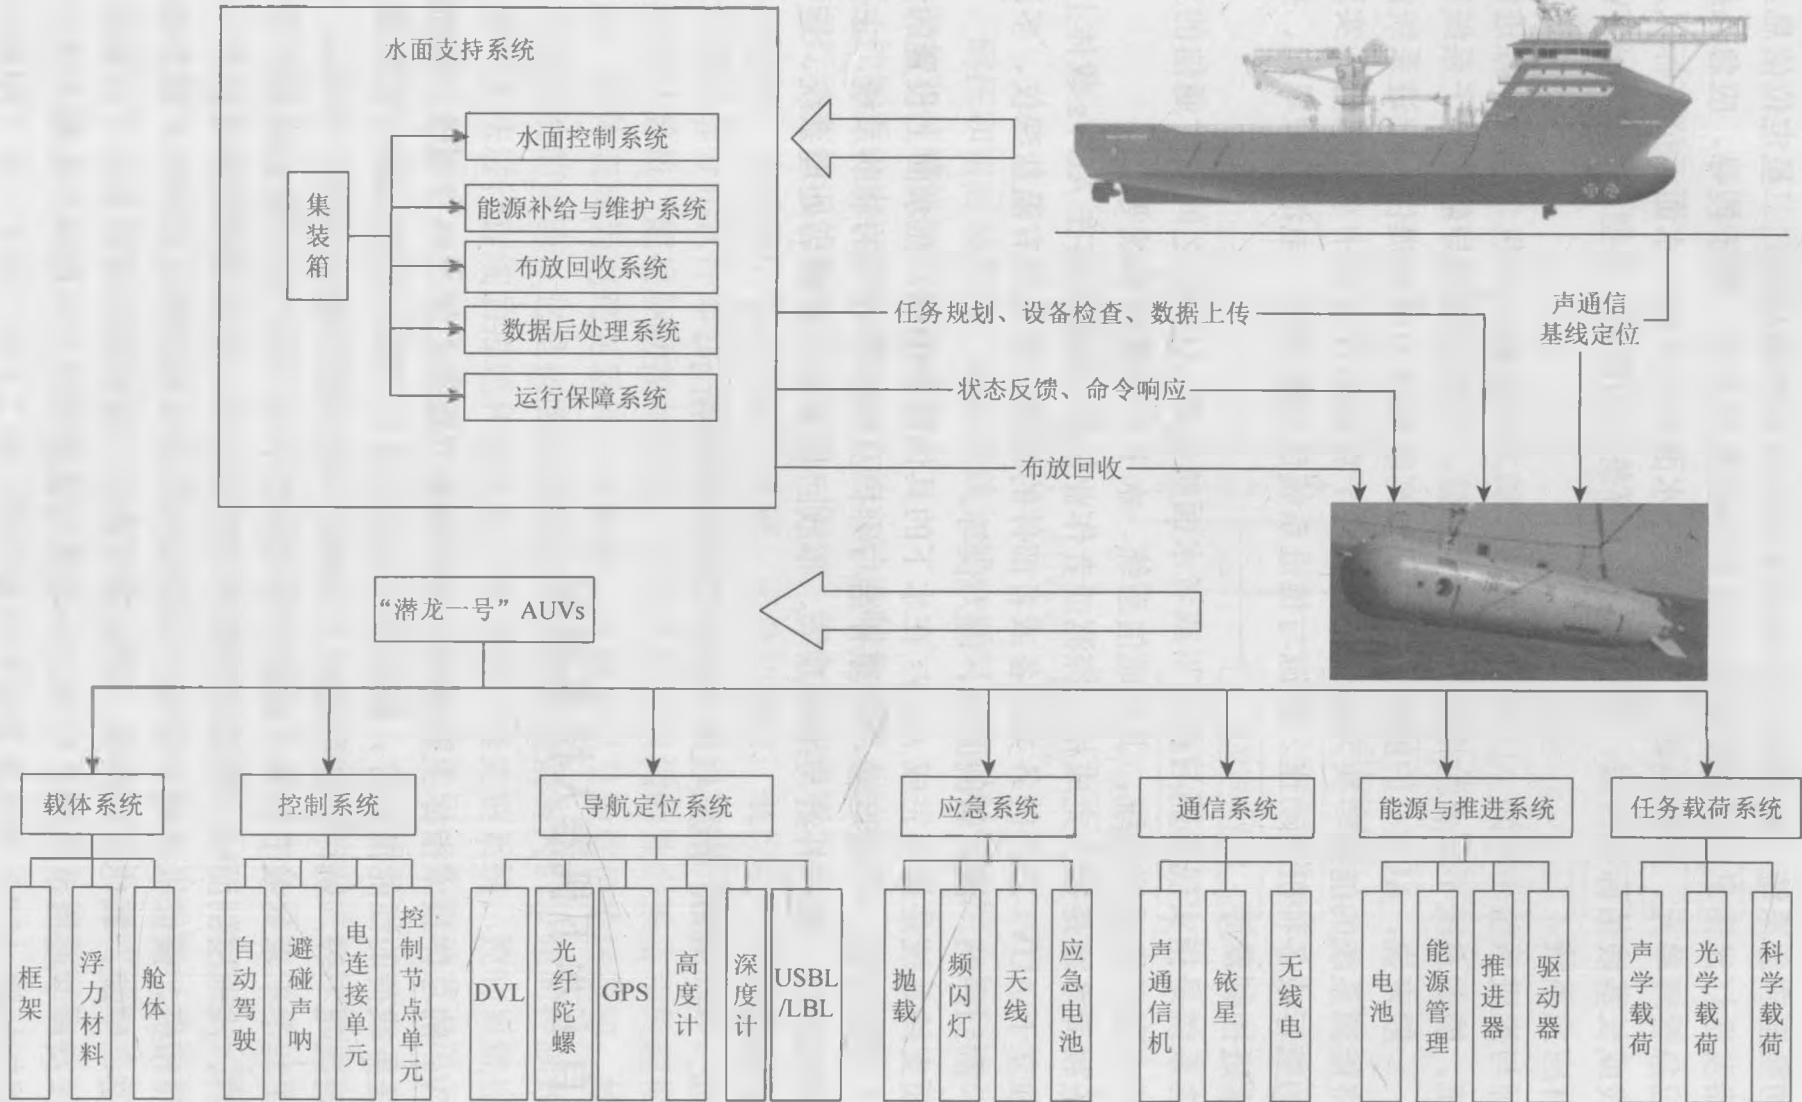 水面支持系统
集装箱
水面控制系统
能源补给与维护系统
布放回收系统
数据后处理系统
运行保障系统
任务规划、设备检查、数据上传
状态反馈、命令响应
布放回收
声通信
基线定位
“潜龙一号”AUVs
载体系统
控制系统
导航定位系统
应急系统
通信系统
能源与推进系统
任务载荷系统
框架
浮力材料
舱体
自动驾驶
避碰声呐
电连接单元
控制节点单元
DVL
光纤陀螺
GPS
高度计
深度计
USBL
/LBL
抛载
频闪灯
天线
应急电池
声通信机
铱星
无线电
电池
能源管理
推进器
驱动器
声学载荷
光学载荷
科学载荷